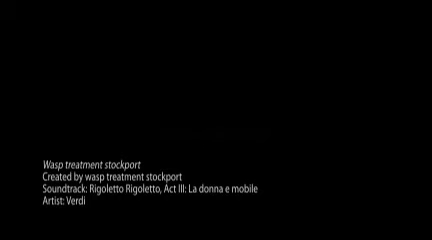 Wasp treatment stockport
Created by wasp treatment stockport
Soundtrack: Rigoletto Rigoletto, Act III: La donna e mobile
Artist: Verdi